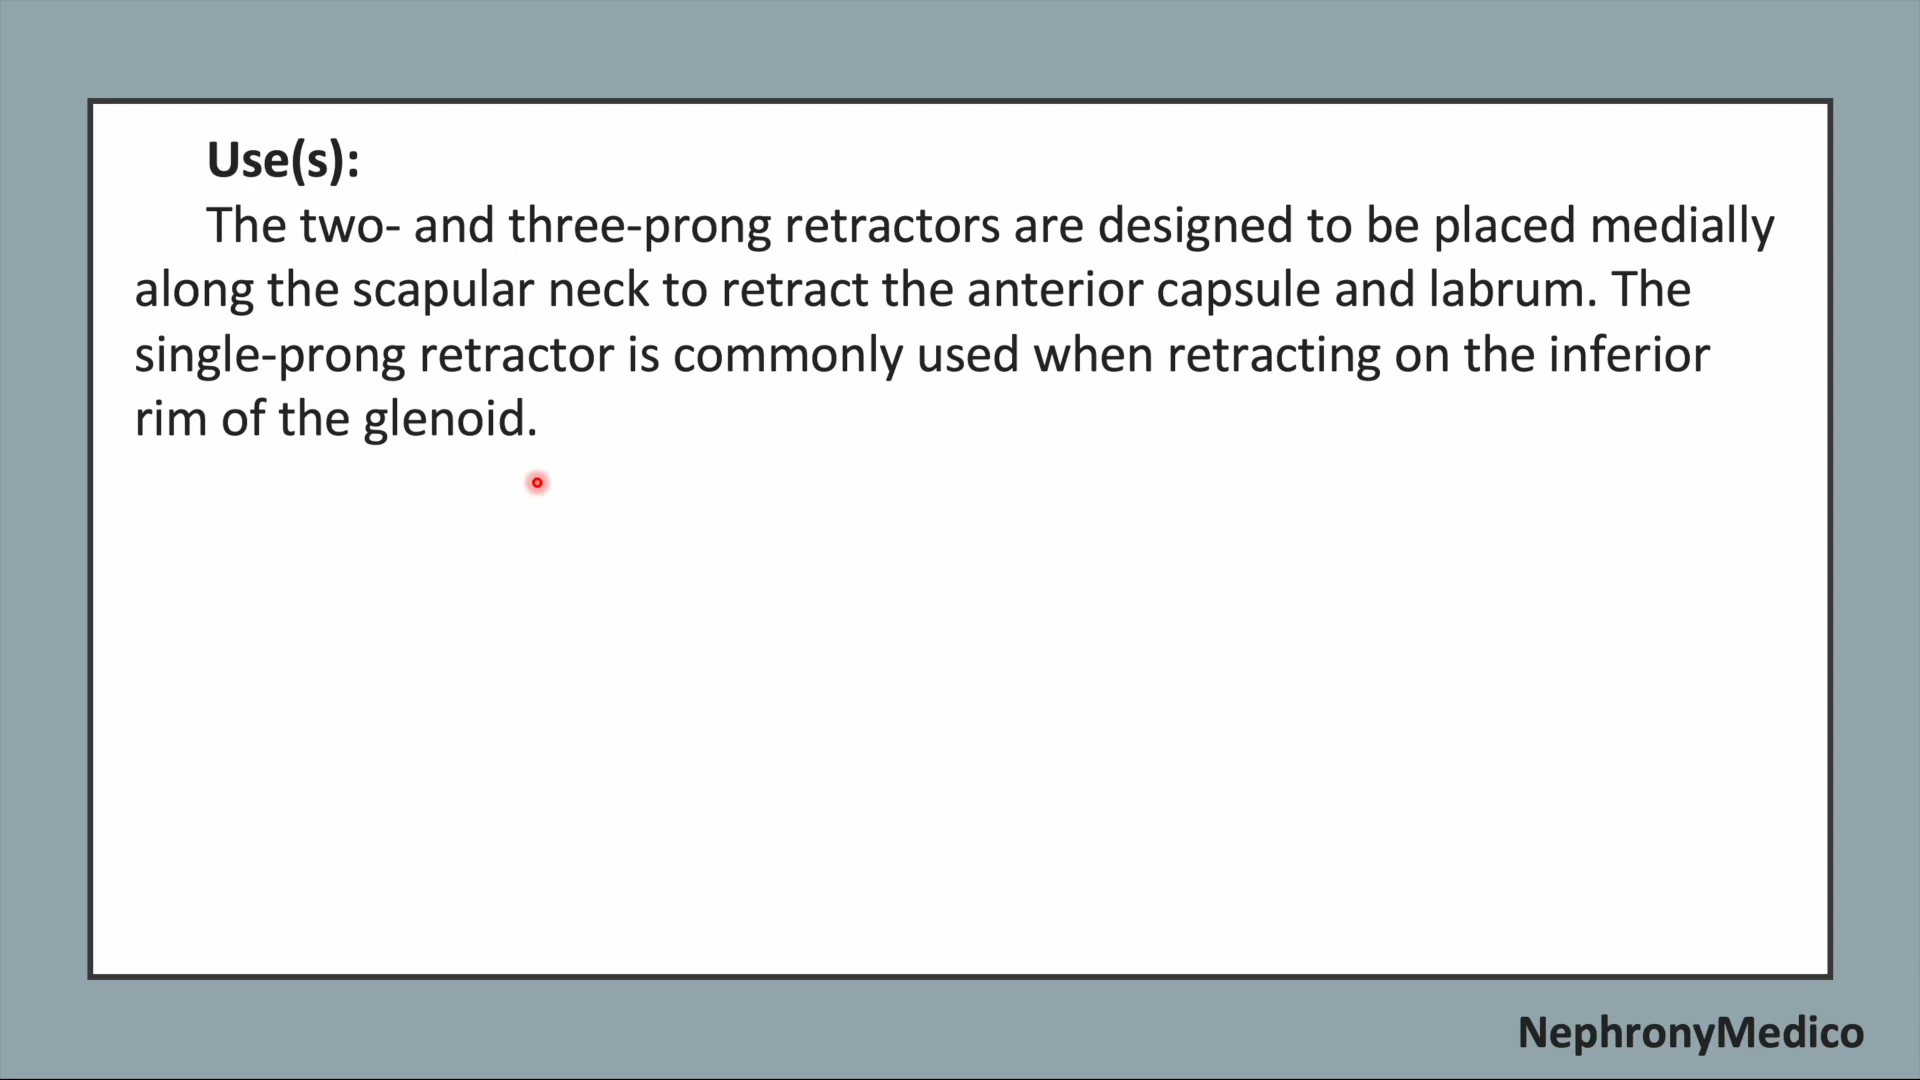 Use(s):
The two- and three-prong retractors are designed to be placed medially
along the scapular neck to retract the anterior capsule and labrum. The
single-prong retractor is commonly used when retracting on the inferior
rim of the glenoid.
NephronyMedico